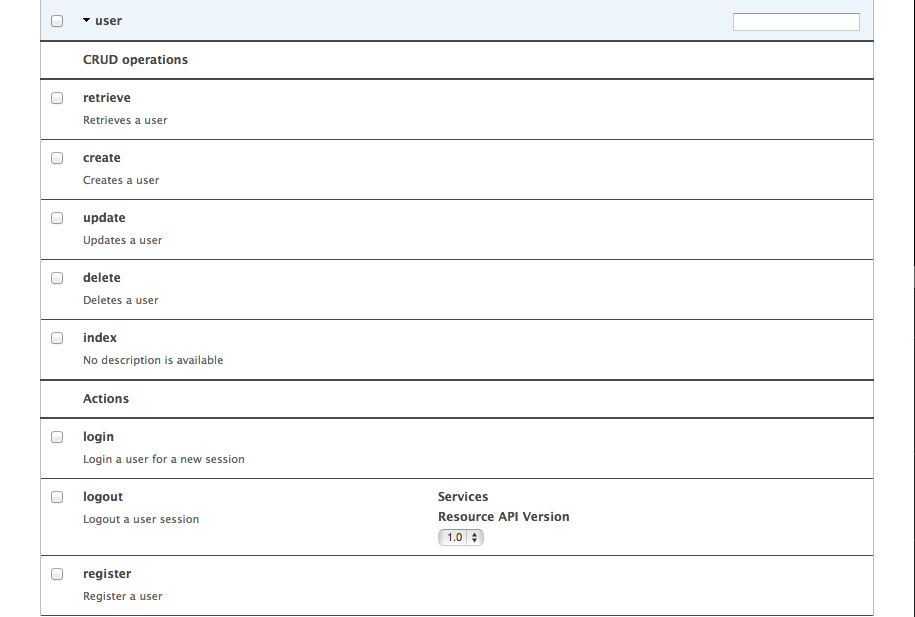 user
CRUD operations
retrieve
Retrieves a user
create
Creates a user
update
Updates a user
delete
Deletes a user
index
No description is available
Actions
login
Login a user for a new session
logout
Logout a user session
Services
Resource API Version
1.0
register
Register a user